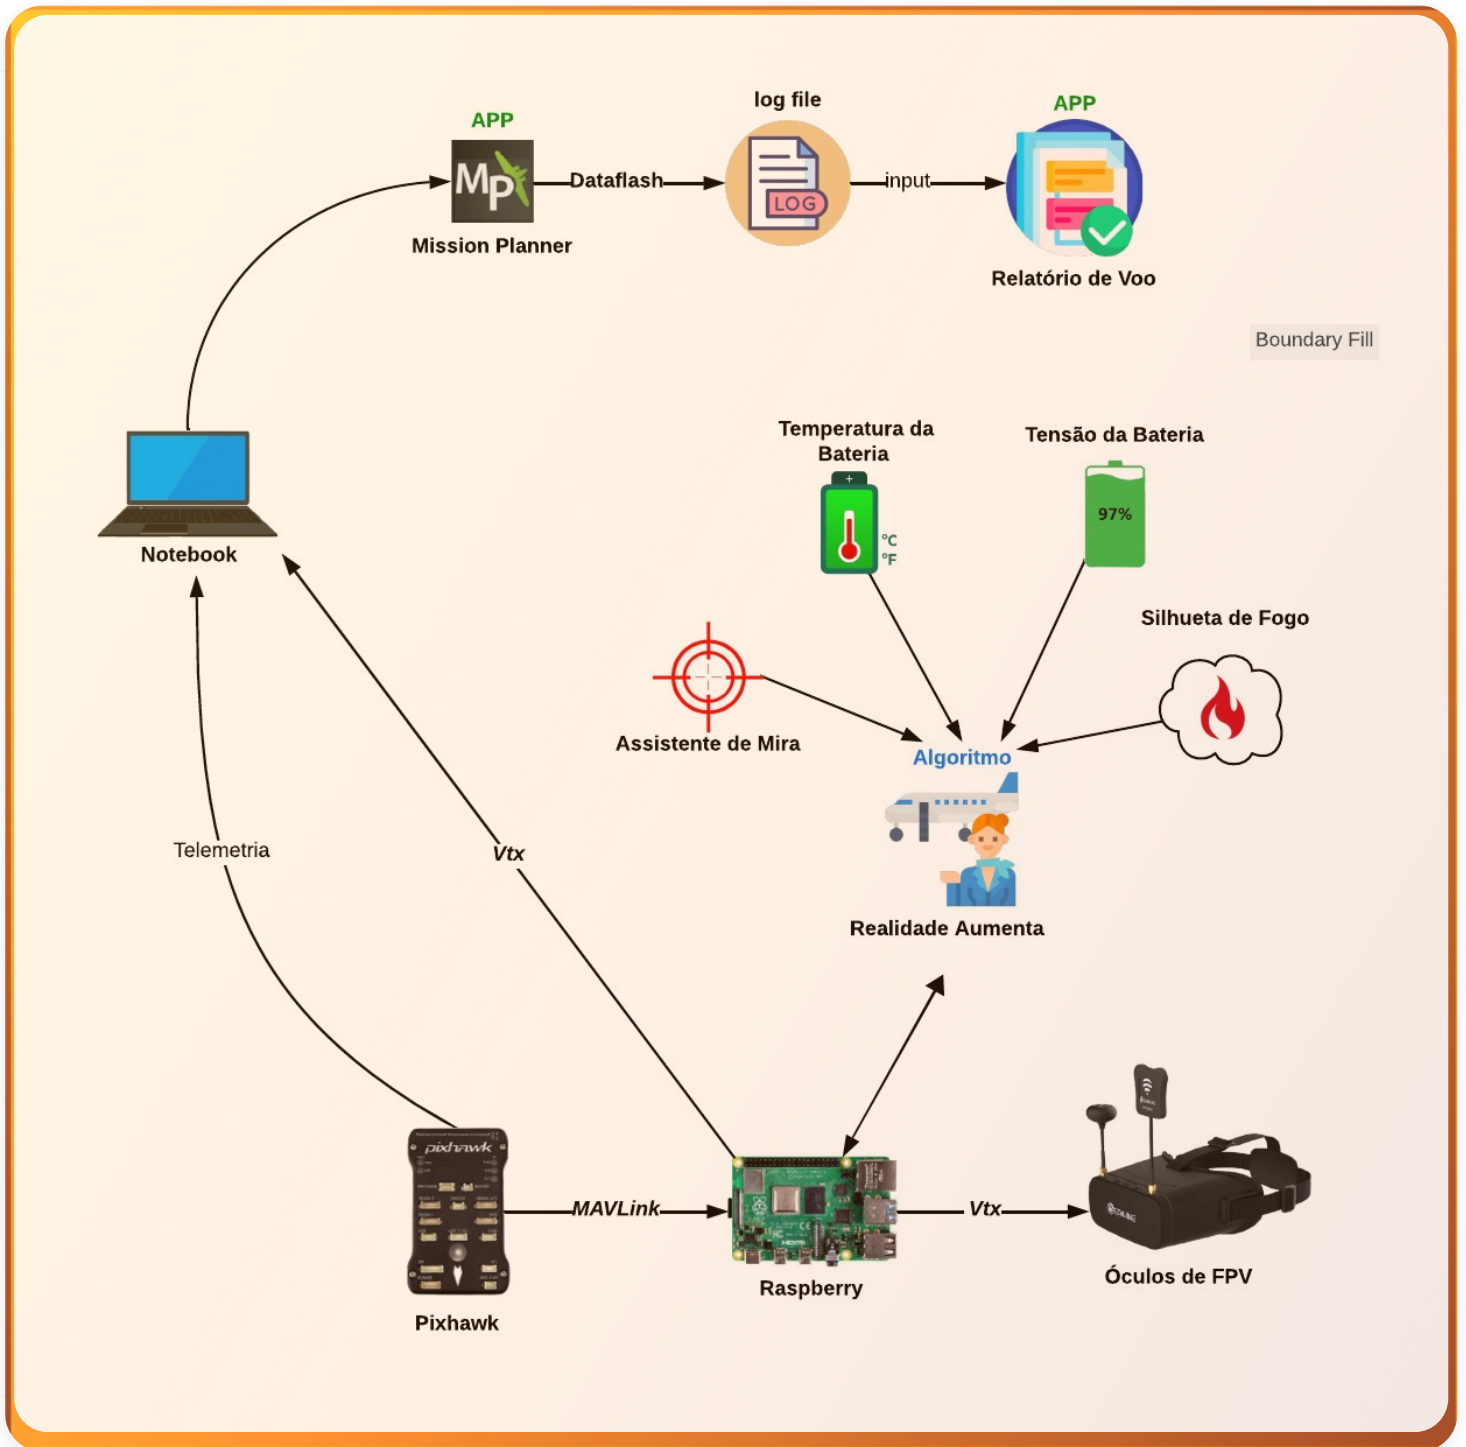 log file
APP
APP
MP
Dataflash
LOG
input
Mission Planner
Relatório de Voo
Boundary Fill
Temperatura da
Bateria
Tensão da Bateria
+
97%
°C
°F
Notebook
Silhueta de Fogo
Assistente de Mira
Algoritmo
Telemetria
Vtx
Realidade Aumenta
pixhawk
MAVLink
Vtx
HDMI
Raspberry
Óculos de FPV
Pixhawk